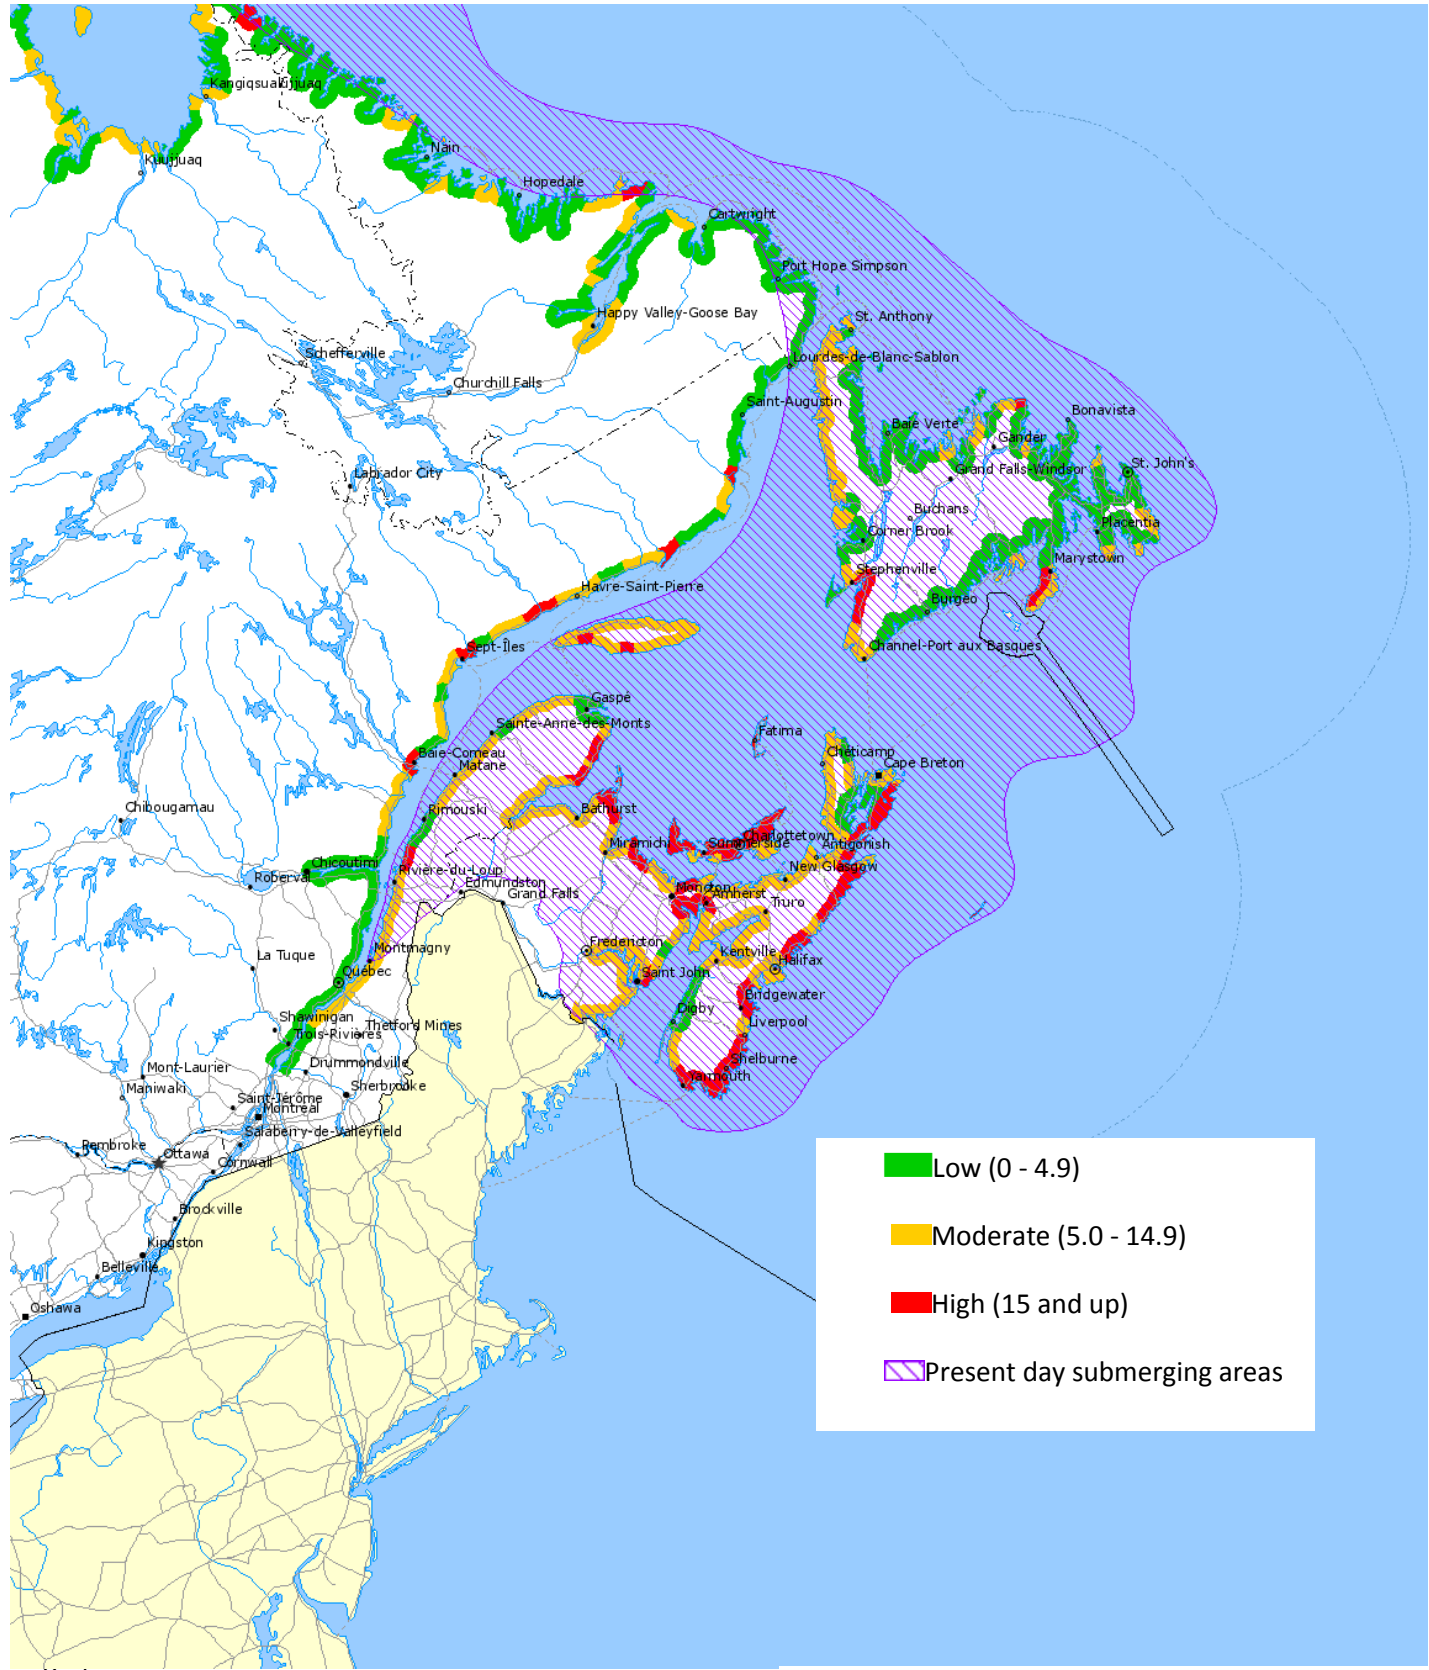 Kangiqsualujjuaq
Kuujjuaq
Nain
Hopedale
Cartwright
Port Hope Simpson
Happy Valley-Goose Bay
St. Anthony
Schefferville
Lourdes-de-Blanc-Sablon
Churchill Falls
Saint-Augustin
Bonavista
Baie Verte
Gander
Labrador City
Grand Falls-Windsor
St. John's
Buchans
Placentia
Corner Brook
Marystown
Stephenville
Havre-Saint-Pierre
Burgeo
Sept-Îles
Channel-Port aux Basques
Gaspé
Sainte-Anne-des-Monts
Fatima
Baie-Comeau
Matane
Chéticamp
Cape Breton
Chibougamau
Rimouski
Bathurst
Charlottetown
Miramichi
Summerside
Antigonish
Chicoutimi
Roberval
Rivière-du-Loup
New Glasgow
Edmundston
Grand Falls
Moncton
Amherst
Truro
Fredericton
Montmagny
La Tuque
Kentville
Halifax
Québec
Saint John
Bridgewater
Digby
Liverpool
Shawinigan
Thetford Mines
Trois-Rivières
Shelburne
Drummondville
Mont-Laurier
Yarmouth
Maniwaki
Sherbrooke
Saint-Jérôme
Montréal
Salaberry-de-Valleyfield
Pembroke
Ottawa
Cornwall
Low (0 - 4.9)
Brockville
Moderate (5.0 - 14.9)
Kingston
Belleville
High (15 and up)
Oshawa
Present day submerging areas